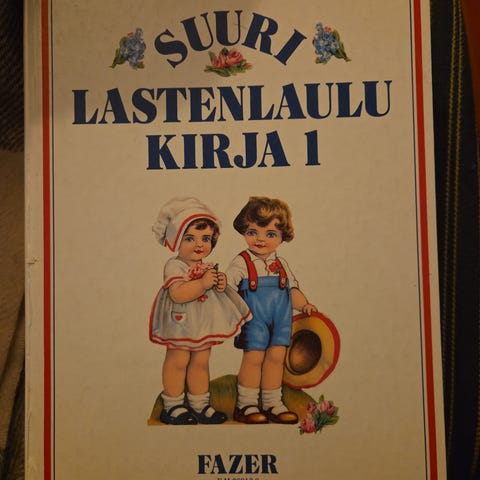 SUURI
LASTENLAULU
KIRJA 1
FAZER